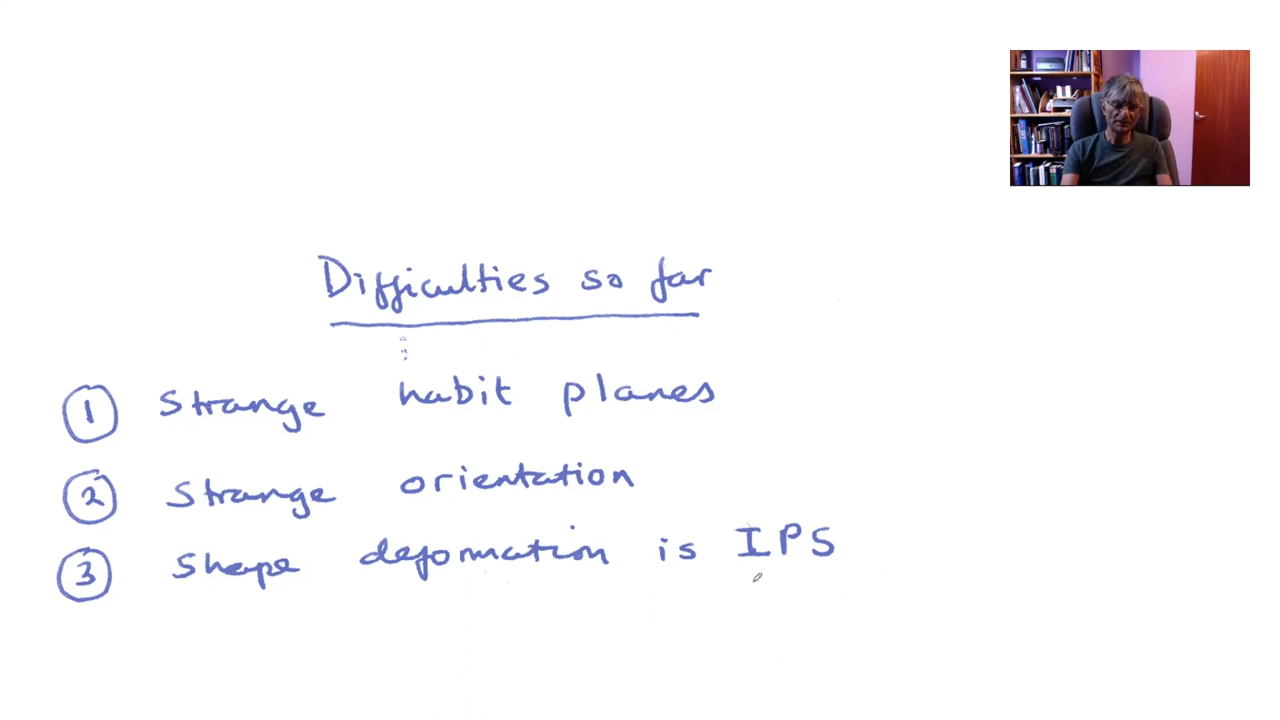 Difficulties so far
1 Strange habit planes
2 Strange orientation
3 Shape deformation is IPS